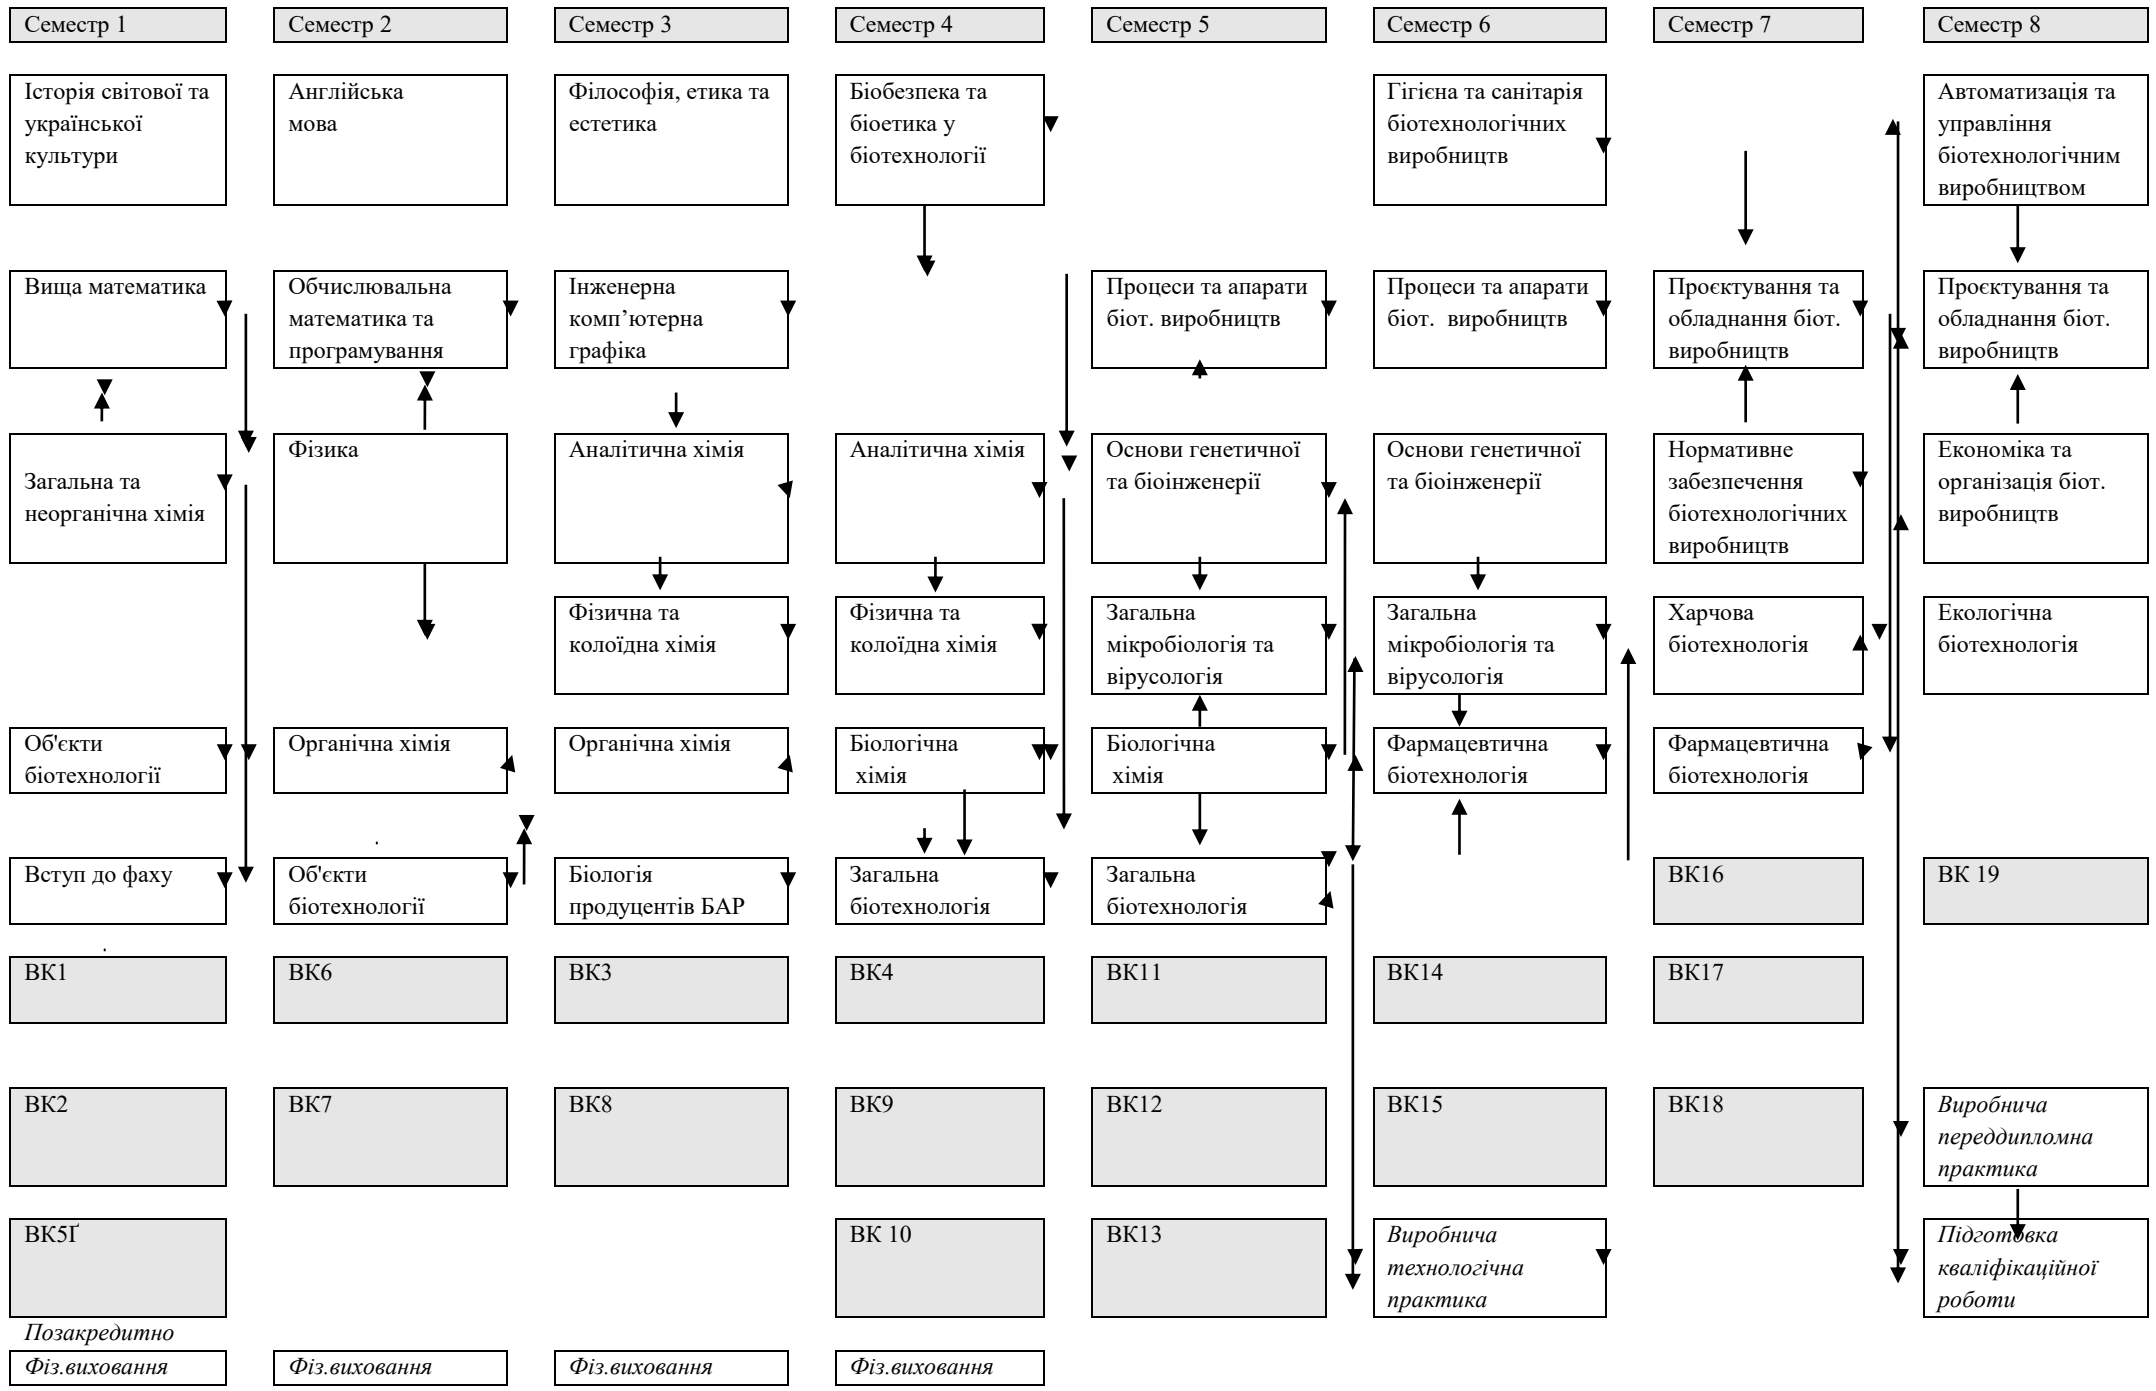 Семестр 1
Семестр 2
Семестр 3
Семестр 4
Семестр 5
Семестр 6
Семестр 7
Семестр 8
Історія світової та
української
культури
Англійська
мова
Філософія, етика та
естетика
Біобезпека та
біоетика у
біотехнології
Гігієна та санітарія
біотехнологічних
виробництв
Автоматизація та
управління
біотехнологічним
виробництвом
Вища математика
Обчислювальна
математика та
програмування
Інженерна
комп’ютерна
графіка
Процеси та апарати
біот. виробництв
Процеси та апарати
біот. виробництв
Проєктування та
обладнання біот.
виробництв
Проєктування та
обладнання біот.
виробництв
Загальна та
неорганічна хімія
Фізика
Аналітична хімія
Аналітична хімія
Основи генетичної
та біоінженерії
Основи генетичної
та біоінженерії
Нормативне
забезпечення
біотехнологічних
виробництв
Економіка та
організація біот.
виробництв
Фізична та
колоїдна хімія
Фізична та
колоїдна хімія
Загальна
мікробіологія та
вірусологія
Загальна
мікробіологія та
вірусологія
Харчова
біотехнологія
Екологічна
біотехнологія
Об'єкти
біотехнології
Органічна хімія
Органічна хімія
Біологічна
хімія
Біологічна
хімія
Фармацевтична
біотехнологія
Фармацевтична
біотехнологія
Вступ до фаху
Об'єкти
біотехнології
Біологія
продуцентів БАР
Загальна
біотехнологія
Загальна
біотехнологія
ВК16
ВК 19
ВК1
ВК6
ВК3
ВК4
ВК11
ВК14
ВК17
ВК2
ВК7
ВК8
ВК9
ВК12
ВК15
ВК18
Виробнича
переддипломна
практика
ВК5Ґ
ВК 10
ВК13
Виробнича
технологічна
практика
Підготовка
кваліфікаційної
роботи
Позакредитно
Фіз.виховання
Фіз.виховання
Фіз.виховання
Фіз.виховання